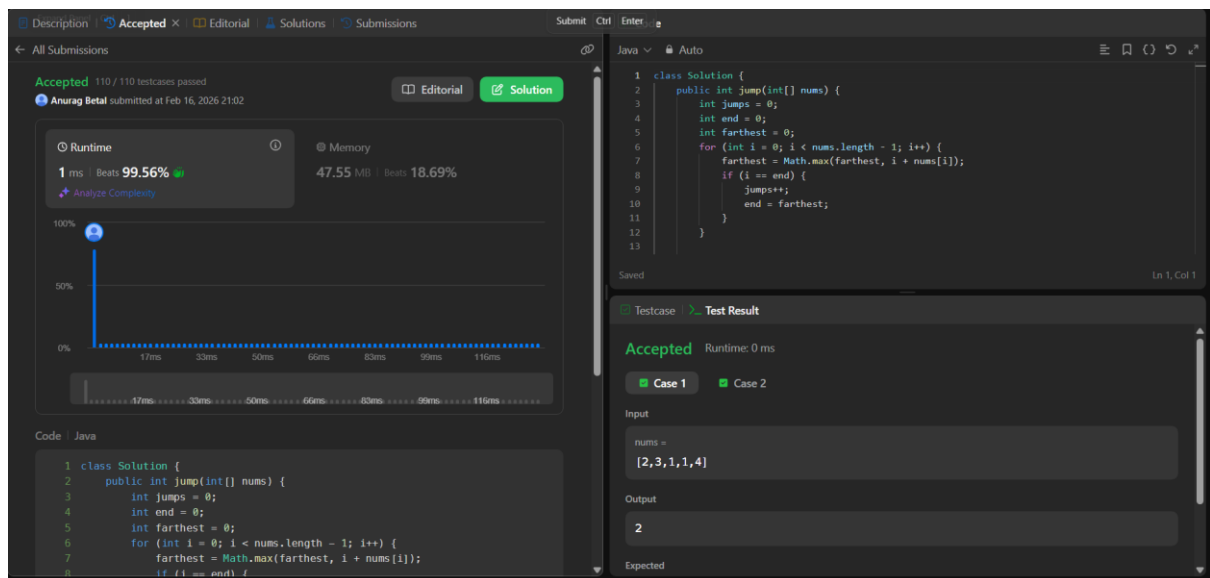 Description
Accepted ×
Editorial
Solutions
Submissions
Submit Ctrl Enter
All Submissions
Accepted 110 / 110 testcases passed
Anurag Betal submitted at Feb 16, 2026 21:02
Editorial
Solution
Runtime
1 ms Beats 99.56%
Analyze Complexity
Memory
47.55 MB Beats 18.69%
100%
50%
0%
17ms 33ms 50ms 66ms 83ms 99ms 116ms
17ms 33ms 50ms 66ms 83ms 99ms 116ms
Code Java
1 class Solution {
2 public int jump(int[] nums) {
3 int jumps = 0;
4 int end = 0;
5 int farthest = 0;
6 for (int i = 0; i < nums.length - 1; i++) {
7 farthest = Math.max(farthest, i + nums[i]);
8 if (i == end) {
Java Auto
1 class Solution {
2 public int jump(int[] nums) {
3 int jumps = 0;
4 int end = 0;
5 int farthest = 0;
6 for (int i = 0; i < nums.length - 1; i++) {
7 farthest = Math.max(farthest, i + nums[i]);
8 if (i == end) {
9 jumps++;
10 end = farthest;
11 }
12 }
13
Saved
Ln 1, Col 1
Testcase
Test Result
Accepted Runtime: 0 ms
Case 1 Case 2
Input
nums =
[2,3,1,1,4]
Output
2
Expected